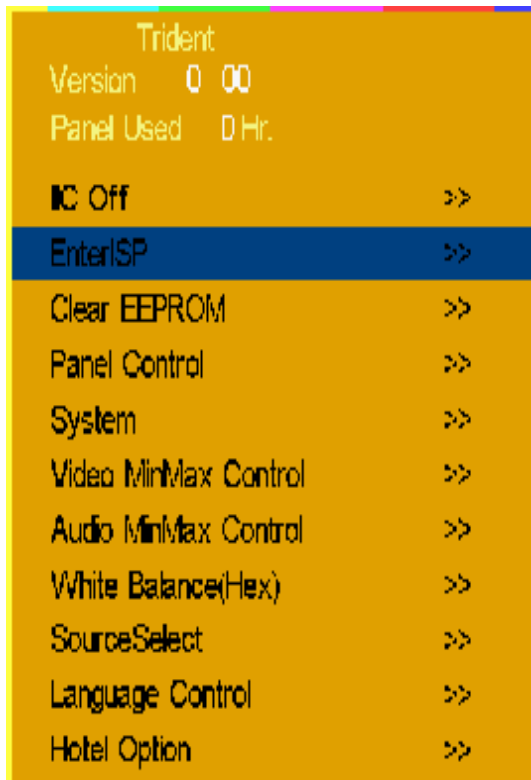 Trident
Version 0 00
Panel Used 0 Hr.
IIC Off >>
EnterISP >>
Clear EEPROM >>
Panel Control >>
System >>
Video MinMax Control >>
Audio MinMax Control >>
White Balance(Hex) >>
SourceSelect >>
Language Control >>
Hotel Option >>